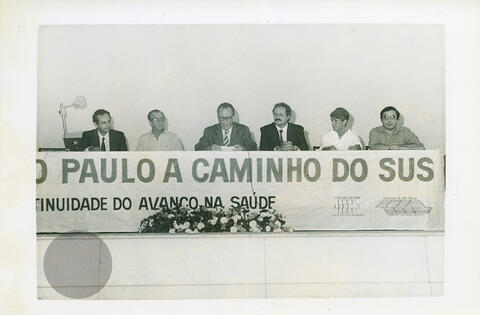 O PAULO A CAMINHO DO SUS
TINUIDADE DO AVANÇO NA SAÚDE